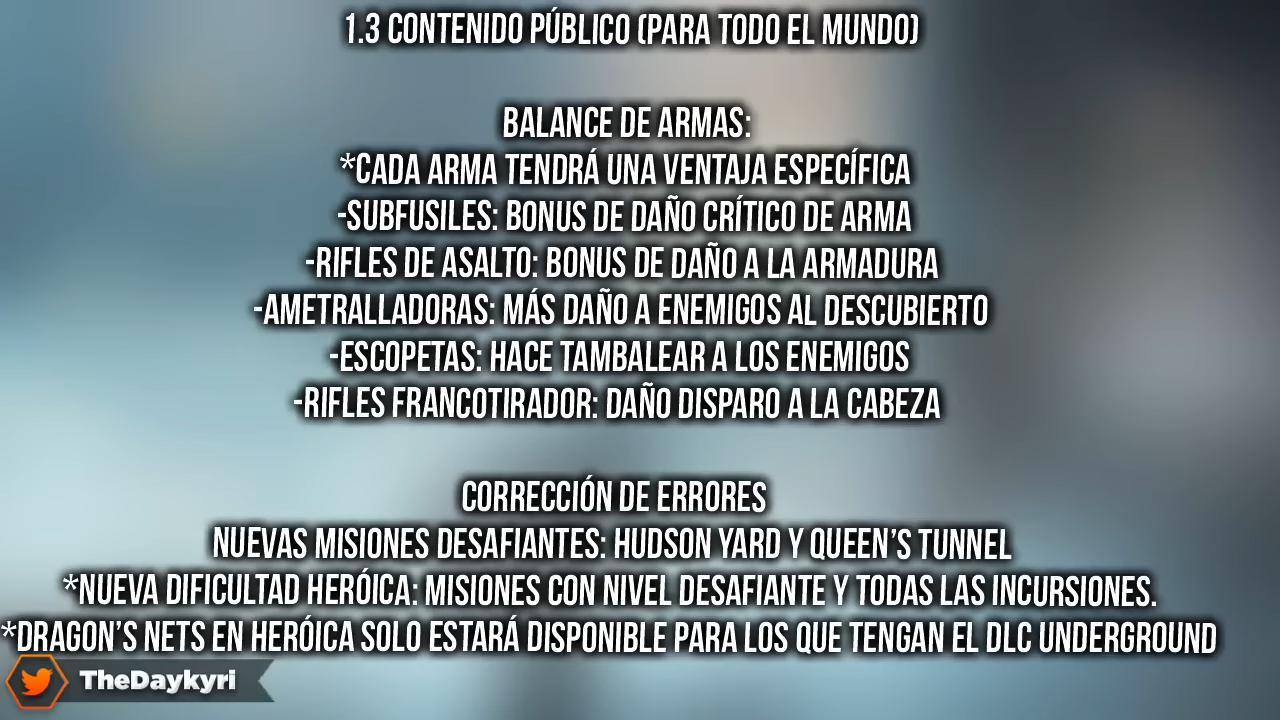 1.3 CONTENIDO PÚBLICO (PARA TODO EL MUNDO)
BALANCE DE ARMAS:
*CADA ARMA TENDRÁ UNA VENTAJA ESPECÍFICA
-SUBFUSILES: BONUS DE DAÑO CRÍTICO DE ARMA
-RIFLES DE ASALTO: BONUS DE DAÑO A LA ARMADURA
-AMETRALLADORAS: MÁS DAÑO A ENEMIGOS AL DESCUBIERTO
-ESCOPETAS: HACE TAMBALEAR A LOS ENEMIGOS
-RIFLES FRANCOTIRADOR: DAÑO DISPARO A LA CABEZA
CORRECCIÓN DE ERRORES
NUEVAS MISIONES DESAFIANTES: HUDSON YARD Y QUEEN'S TUNNEL
*NUEVA DIFICULTAD HERÓICA: MISIONES CON NIVEL DESAFIANTE Y TODAS LAS INCURSIONES.
*DRAGON'S NETS EN HERÓICA SOLO ESTARÁ DISPONIBLE PARA LOS QUE TENGAN EL DLC UNDERGROUND
TheDaykyri